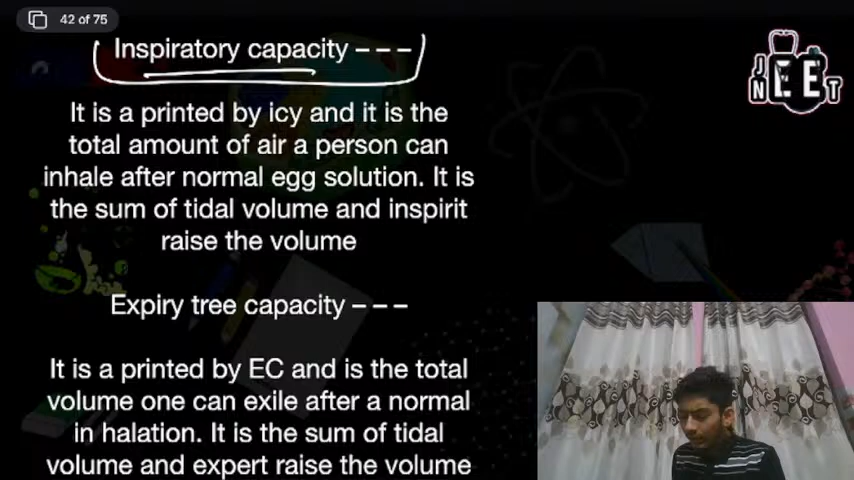 42 of 75
Inspiratory capacity – – –
J
NEET
It is a printed by icy and it is the
total amount of air a person can
inhale after normal egg solution. It is
the sum of tidal volume and inspirit
raise the volume
Expiry tree capacity – – –
It is a printed by EC and is the total
volume one can exile after a normal
in halation. It is the sum of tidal
volume and expert raise the volume